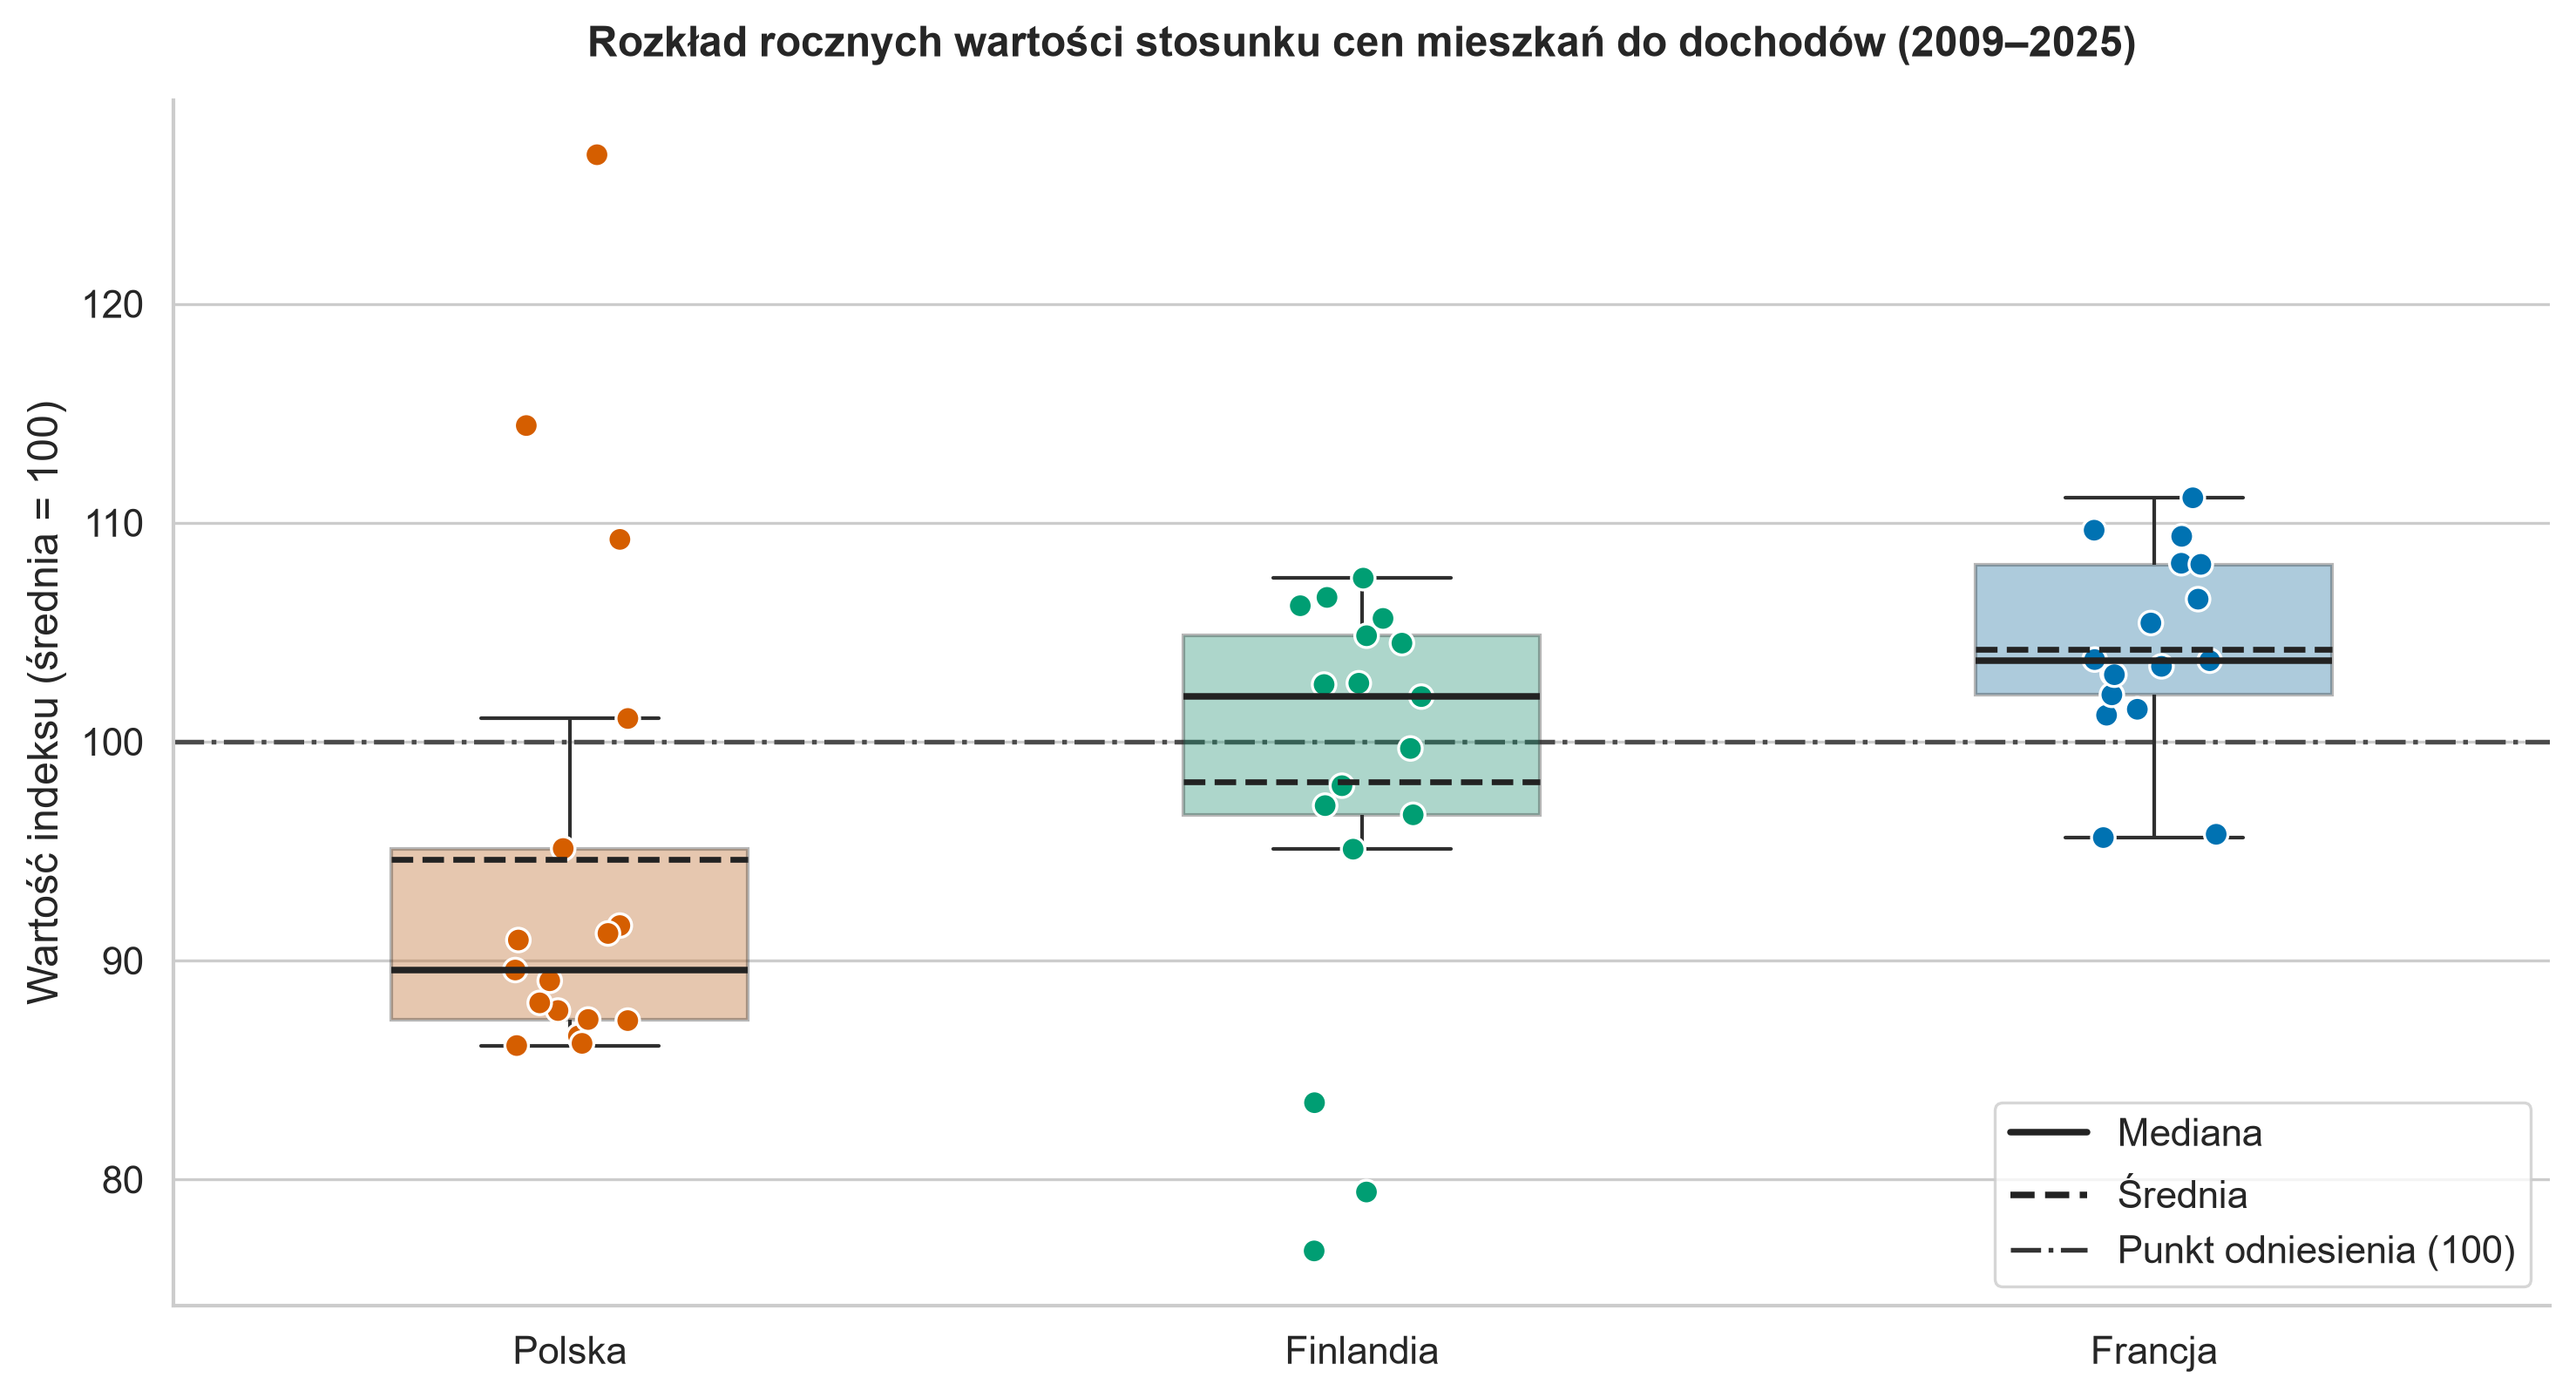 Rozkład rocznych wartości stosunku cen mieszkań do dochodów (2009–2025)
Wartość indeksu (średnia = 100)
120
110
100
90
80
Polska
Finlandia
Francja
Mediana
Średnia
Punkt odniesienia (100)